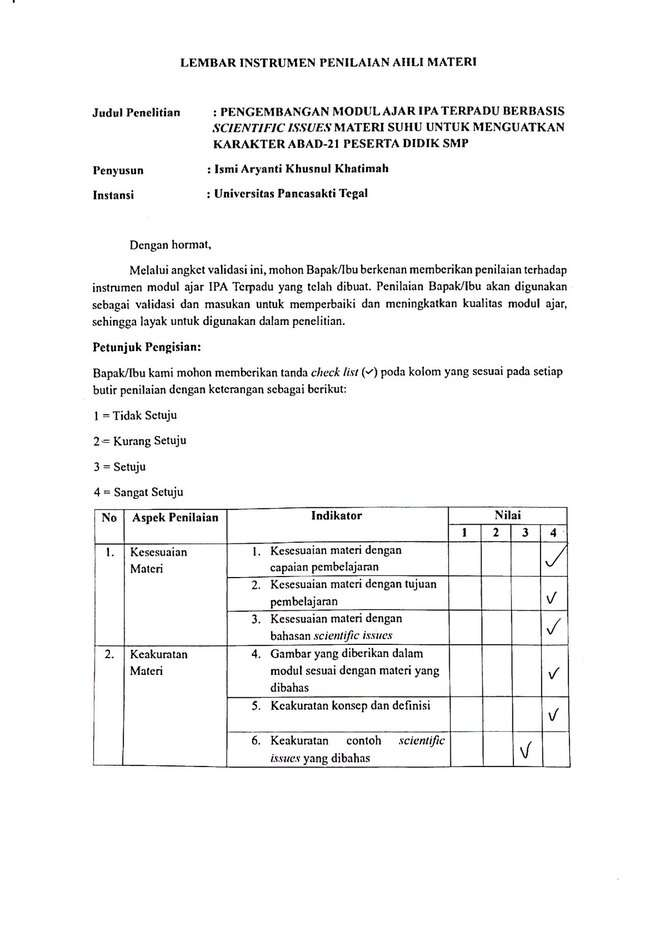 LEMBAR INSTRUMEN PENILAIAN AHLI MATERI
Judul Penelitian : PENGEMBANGAN MODUL AJAR IPA TERPADU BERBASIS
SCIENTIFIC ISSUES MATERI SUHU UNTUK MENGUATKAN
KARAKTER ABAD-21 PESERTA DIDIK SMP
Penyusun : Ismi Aryanti Khusnul Khatimah
Instansi : Universitas Pancasakti Tegal
Dengan hormat,
Melalui angket validasi ini, mohon Bapak/Ibu berkenan memberikan penilaian terhadap
instrumen modul ajar IPA Terpadu yang telah dibuat. Penilaian Bapak/Ibu akan digunakan
sebagai validasi dan masukan untuk memperbaiki dan meningkatkan kualitas modul ajar,
sehingga layak untuk digunakan dalam penelitian.
Petunjuk Pengisian:
Bapak/Ibu kami mohon memberikan tanda check list (✓) poda kolom yang sesuai pada setiap
butir penilaian dengan keterangan sebagai berikut:
1 = Tidak Setuju
2 = Kurang Setuju
3 = Setuju
4 = Sangat Setuju
No Aspek Penilaian Indikator Nilai
1 2 3 4
1. Kesesuaian Materi 1. Kesesuaian materi dengan
capaian pembelajaran ✓
2. Kesesuaian materi dengan tujuan
pembelajaran ✓
3. Kesesuaian materi dengan
bahasan scientific issues ✓
2. Keakuratan Materi 4. Gambar yang diberikan dalam
modul sesuai dengan materi yang
dibahas ✓
5. Keakuratan konsep dan definisi ✓
6. Keakuratan contoh scientific
issues yang dibahas ✓